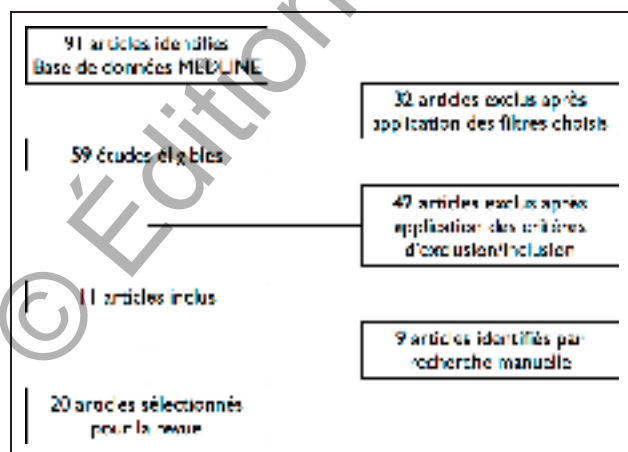 91 articles identifiés
Base de données MEDLINE
32 articles exclus après
application des filtres choisis
59 études éligibles
47 articles exclus après
application des critères
d'exclusion/inclusion
11 articles inclus
9 articles identifiés par
recherche manuelle
20 articles sélectionnés
pour la revue
© Édition